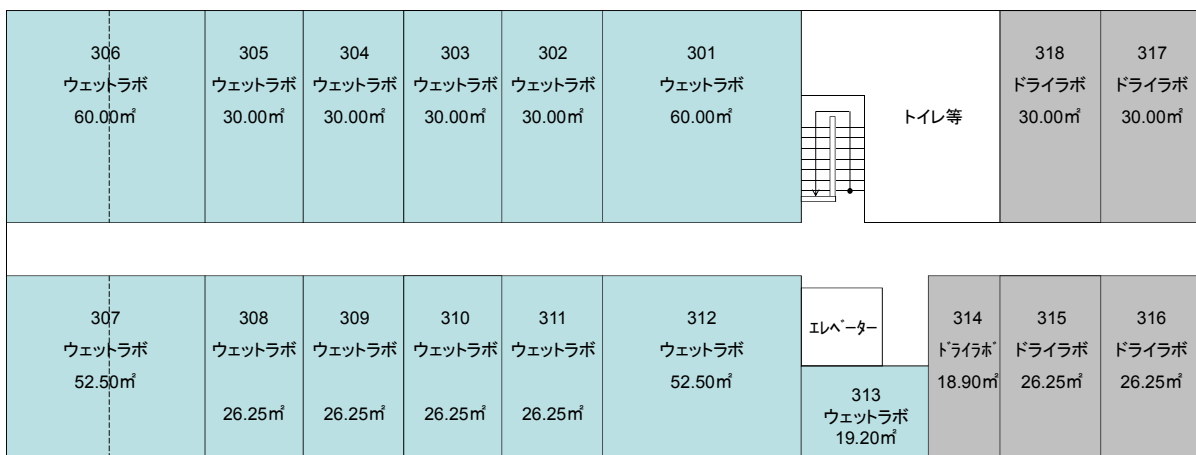 306
ウェットラボ
60.00㎡
305
ウェットラボ
30.00㎡
304
ウェットラボ
30.00㎡
303
ウェットラボ
30.00㎡
302
ウェットラボ
30.00㎡
301
ウェットラボ
60.00㎡
トイレ等
318
ドライラボ
30.00㎡
317
ドライラボ
30.00㎡
307
ウェットラボ
52.50㎡
308
ウェットラボ
26.25㎡
309
ウェットラボ
26.25㎡
310
ウェットラボ
26.25㎡
311
ウェットラボ
26.25㎡
312
ウェットラボ
52.50㎡
エレベーター
313
ウェットラボ
19.20㎡
314
ドライラボ
18.90㎡
315
ドライラボ
26.25㎡
316
ドライラボ
26.25㎡